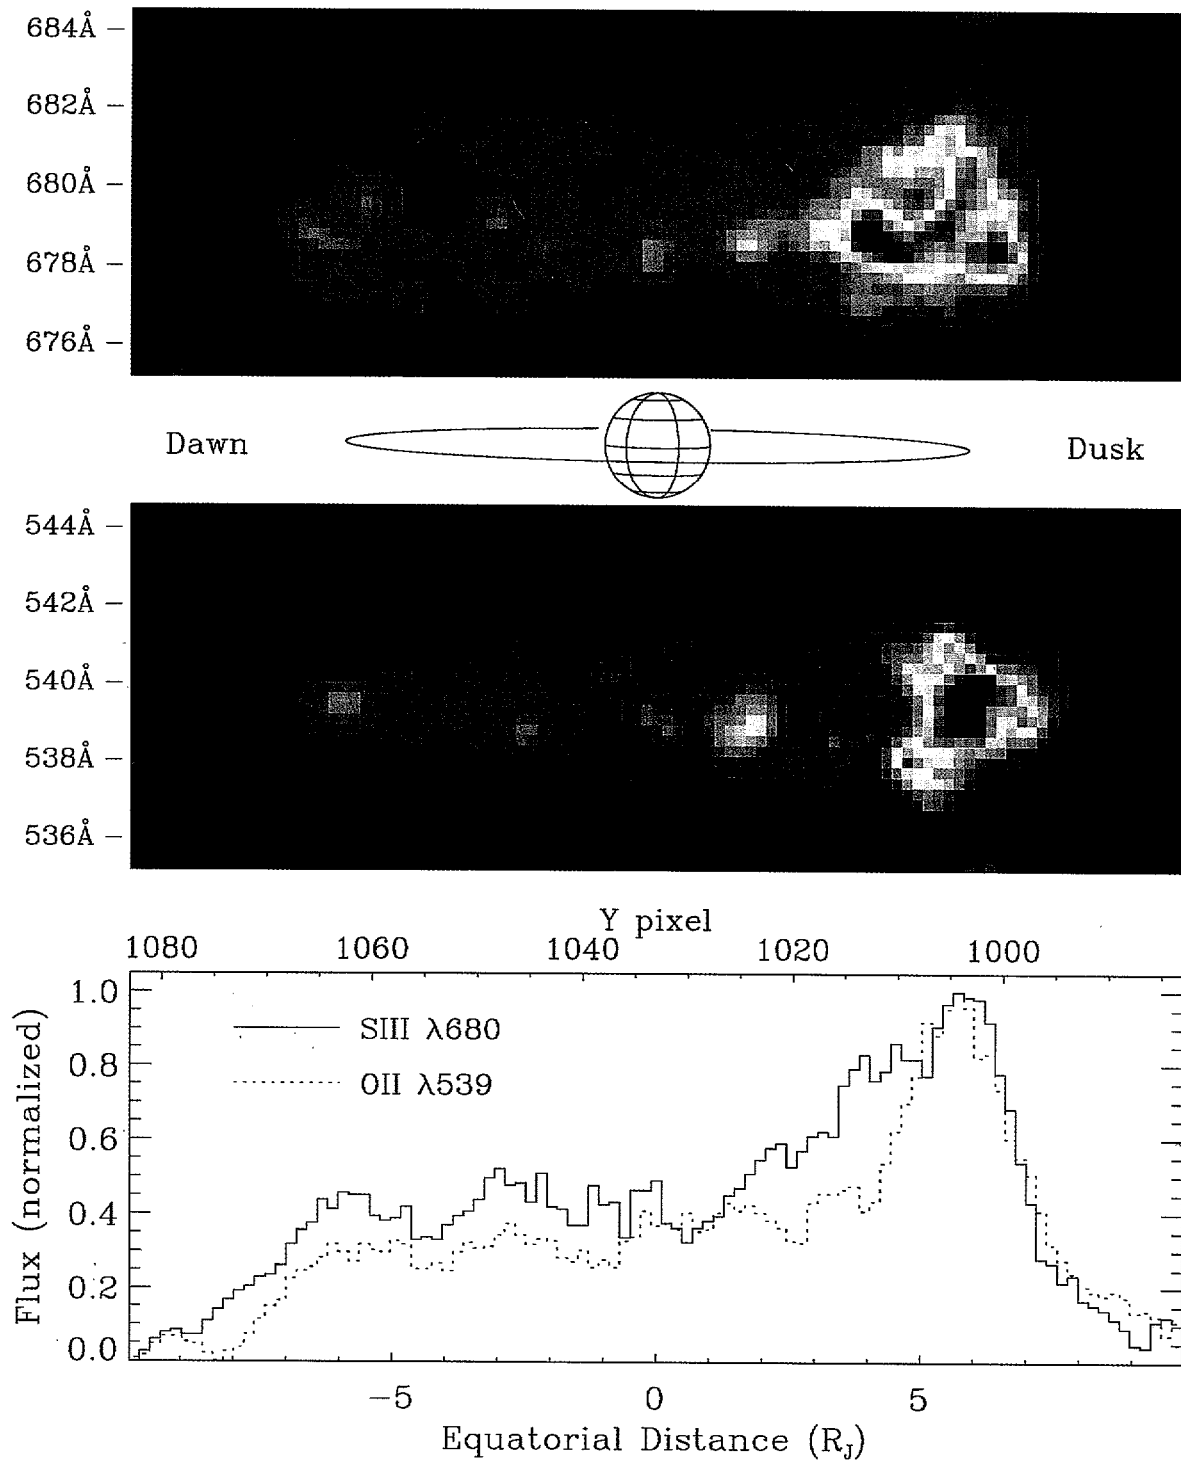 684Å
682Å
680Å
678Å
676Å
Dawn
Dusk
544Å
542Å
540Å
538Å
536Å
Y pixel
1080 1060 1040 1020 1000
Flux (normalized)
1.0
0.8
0.6
0.4
0.2
0.0
SIII λ680
OII λ539
−5 0 5
Equatorial Distance (R_J)